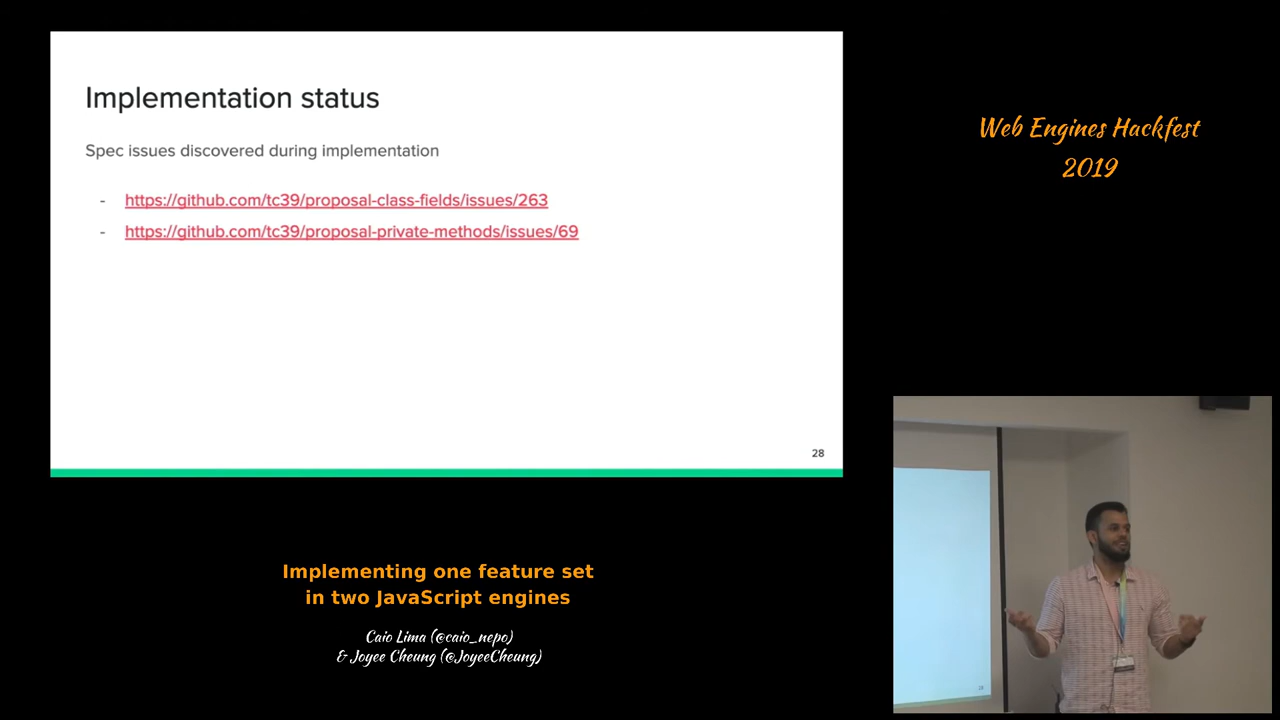 Implementation status
Spec issues discovered during implementation
- https://github.com/tc39/proposal-class-fields/issues/263
- https://github.com/tc39/proposal-private-methods/issues/69
28
Web Engines Hackfest
2019
Implementing one feature set
in two JavaScript engines
Caio Lima (@caio_nepo)
& Joyee Cheung (@JoyeeCheung)